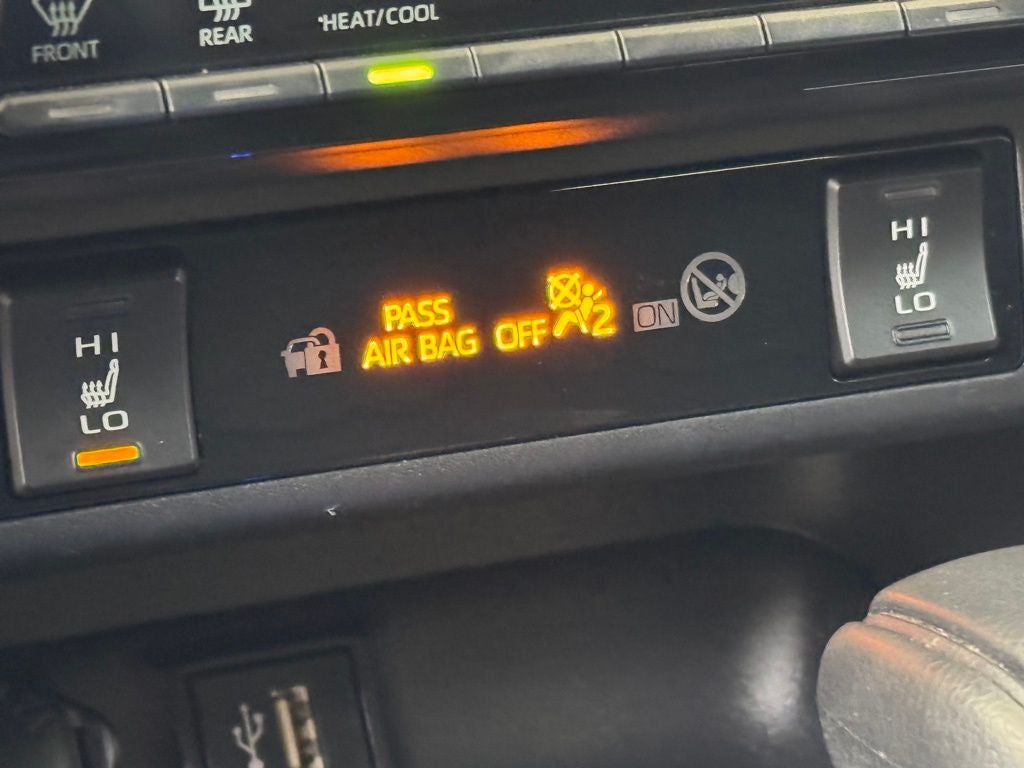 FRONT
REAR
•HEAT/COOL
HI
LO
PASS
AIR BAG OFF 2
ON
HI
LO